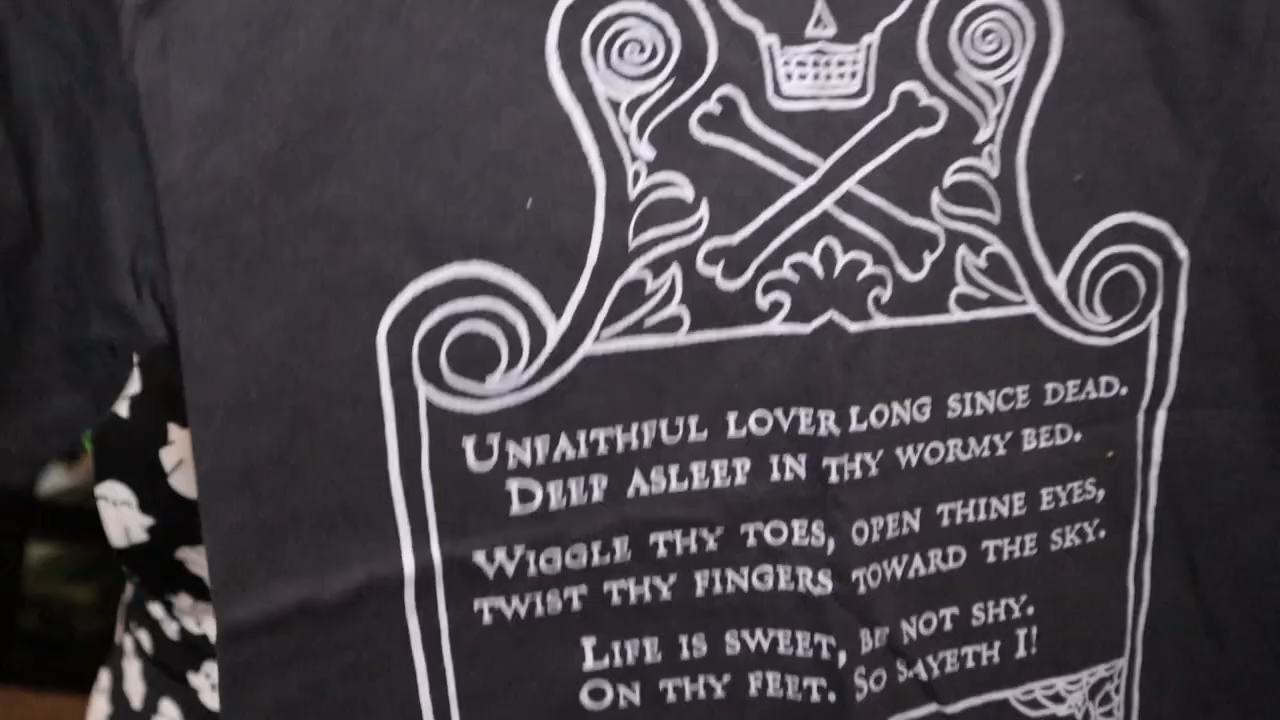 UNFAITHFUL LOVER LONG SINCE DEAD.
DEEP ASLEEP IN THY WORMY BED.
WIGGLE THY TOES, OPEN THINE EYES,
TWIST THY FINGERS TOWARD THE SKY.
LIFE IS SWEET, BE NOT SHY.
ON THY FEET. SO SAYETH I!